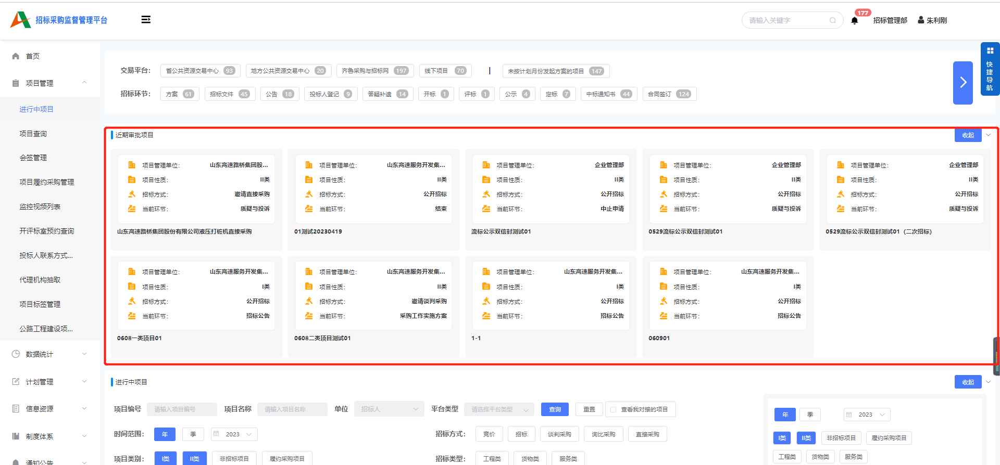 招标采购监督管理平台
请输入关键字
177
招标管理部
朱利刚
首页
项目管理
进行中项目
项目查询
会签管理
项目履约采购管理
监控视频列表
开评标室预约查询
投标人联系方式...
代理机构抽取
项目标签管理
公路工程建设项...
数据统计
计划管理
信息资源
制度体系
通知公告
快捷导航
交易平台： 省公共资源交易中心 93 地方公共资源交易中心 20 齐鲁采购与招标网 197 线下项目 70 | 未按计划月份发起方案的项目 147
招标环节： 方案 61 招标文件 45 公告 18 投标人登记 9 答疑补遗 14 开标 1 评标 1 公示 4 定标 7 中标通知书 44 合同签订 124
近期审批项目
收起
项目管理单位： 山东高速路桥集团股...
项目性质： II类
招标方式： 邀请直接采购
当前环节： 质疑与投诉
山东高速路桥集团股份有限公司液压打桩机直接采购
项目管理单位： 山东高速服务开发集...
项目性质： II类
招标方式： 公开招标
当前环节： 结束
01测试20230419
项目管理单位： 企业管理部
项目性质： II类
招标方式： 公开招标
当前环节： 中止申请
流标公示双信封测试01
项目管理单位： 企业管理部
项目性质： II类
招标方式： 公开招标
当前环节： 质疑与投诉
0529流标公示双信封测试01
项目管理单位： 企业管理部
项目性质： II类
招标方式： 公开招标
当前环节： 质疑与投诉
0529流标公示双信封测试01（二次招标）
项目管理单位： 山东高速服务开发集...
项目性质： I类
招标方式： 公开招标
当前环节： 招标公告
0608一类项目01
项目管理单位： 山东高速服务开发集...
项目性质： II类
招标方式： 邀请谈判采购
当前环节： 采购工作实施方案
0608二类项目测试01
项目管理单位： 山东高速服务开发集...
项目性质： I类
招标方式： 公开招标
当前环节： 招标公告
1-1
项目管理单位： 山东高速服务开发集...
项目性质： I类
招标方式： 公开招标
当前环节： 招标公告
060901
进行中项目
收起
项目编号 请输入项目编号 项目名称 请输入项目名称 单位 招标人 平台类型 请选择平台类型 查询 重置 查看我对接的项目
时间范围： 年 季 2023 招标方式： 竞价 招标 谈判采购 询比采购 直接采购
项目类别： I类 II类 非招标项目 履约采购项目 招标类型： 工程类 货物类 服务类
年 季 2023
I类 II类 非招标项目 履约采购项目
工程类 货物类 服务类